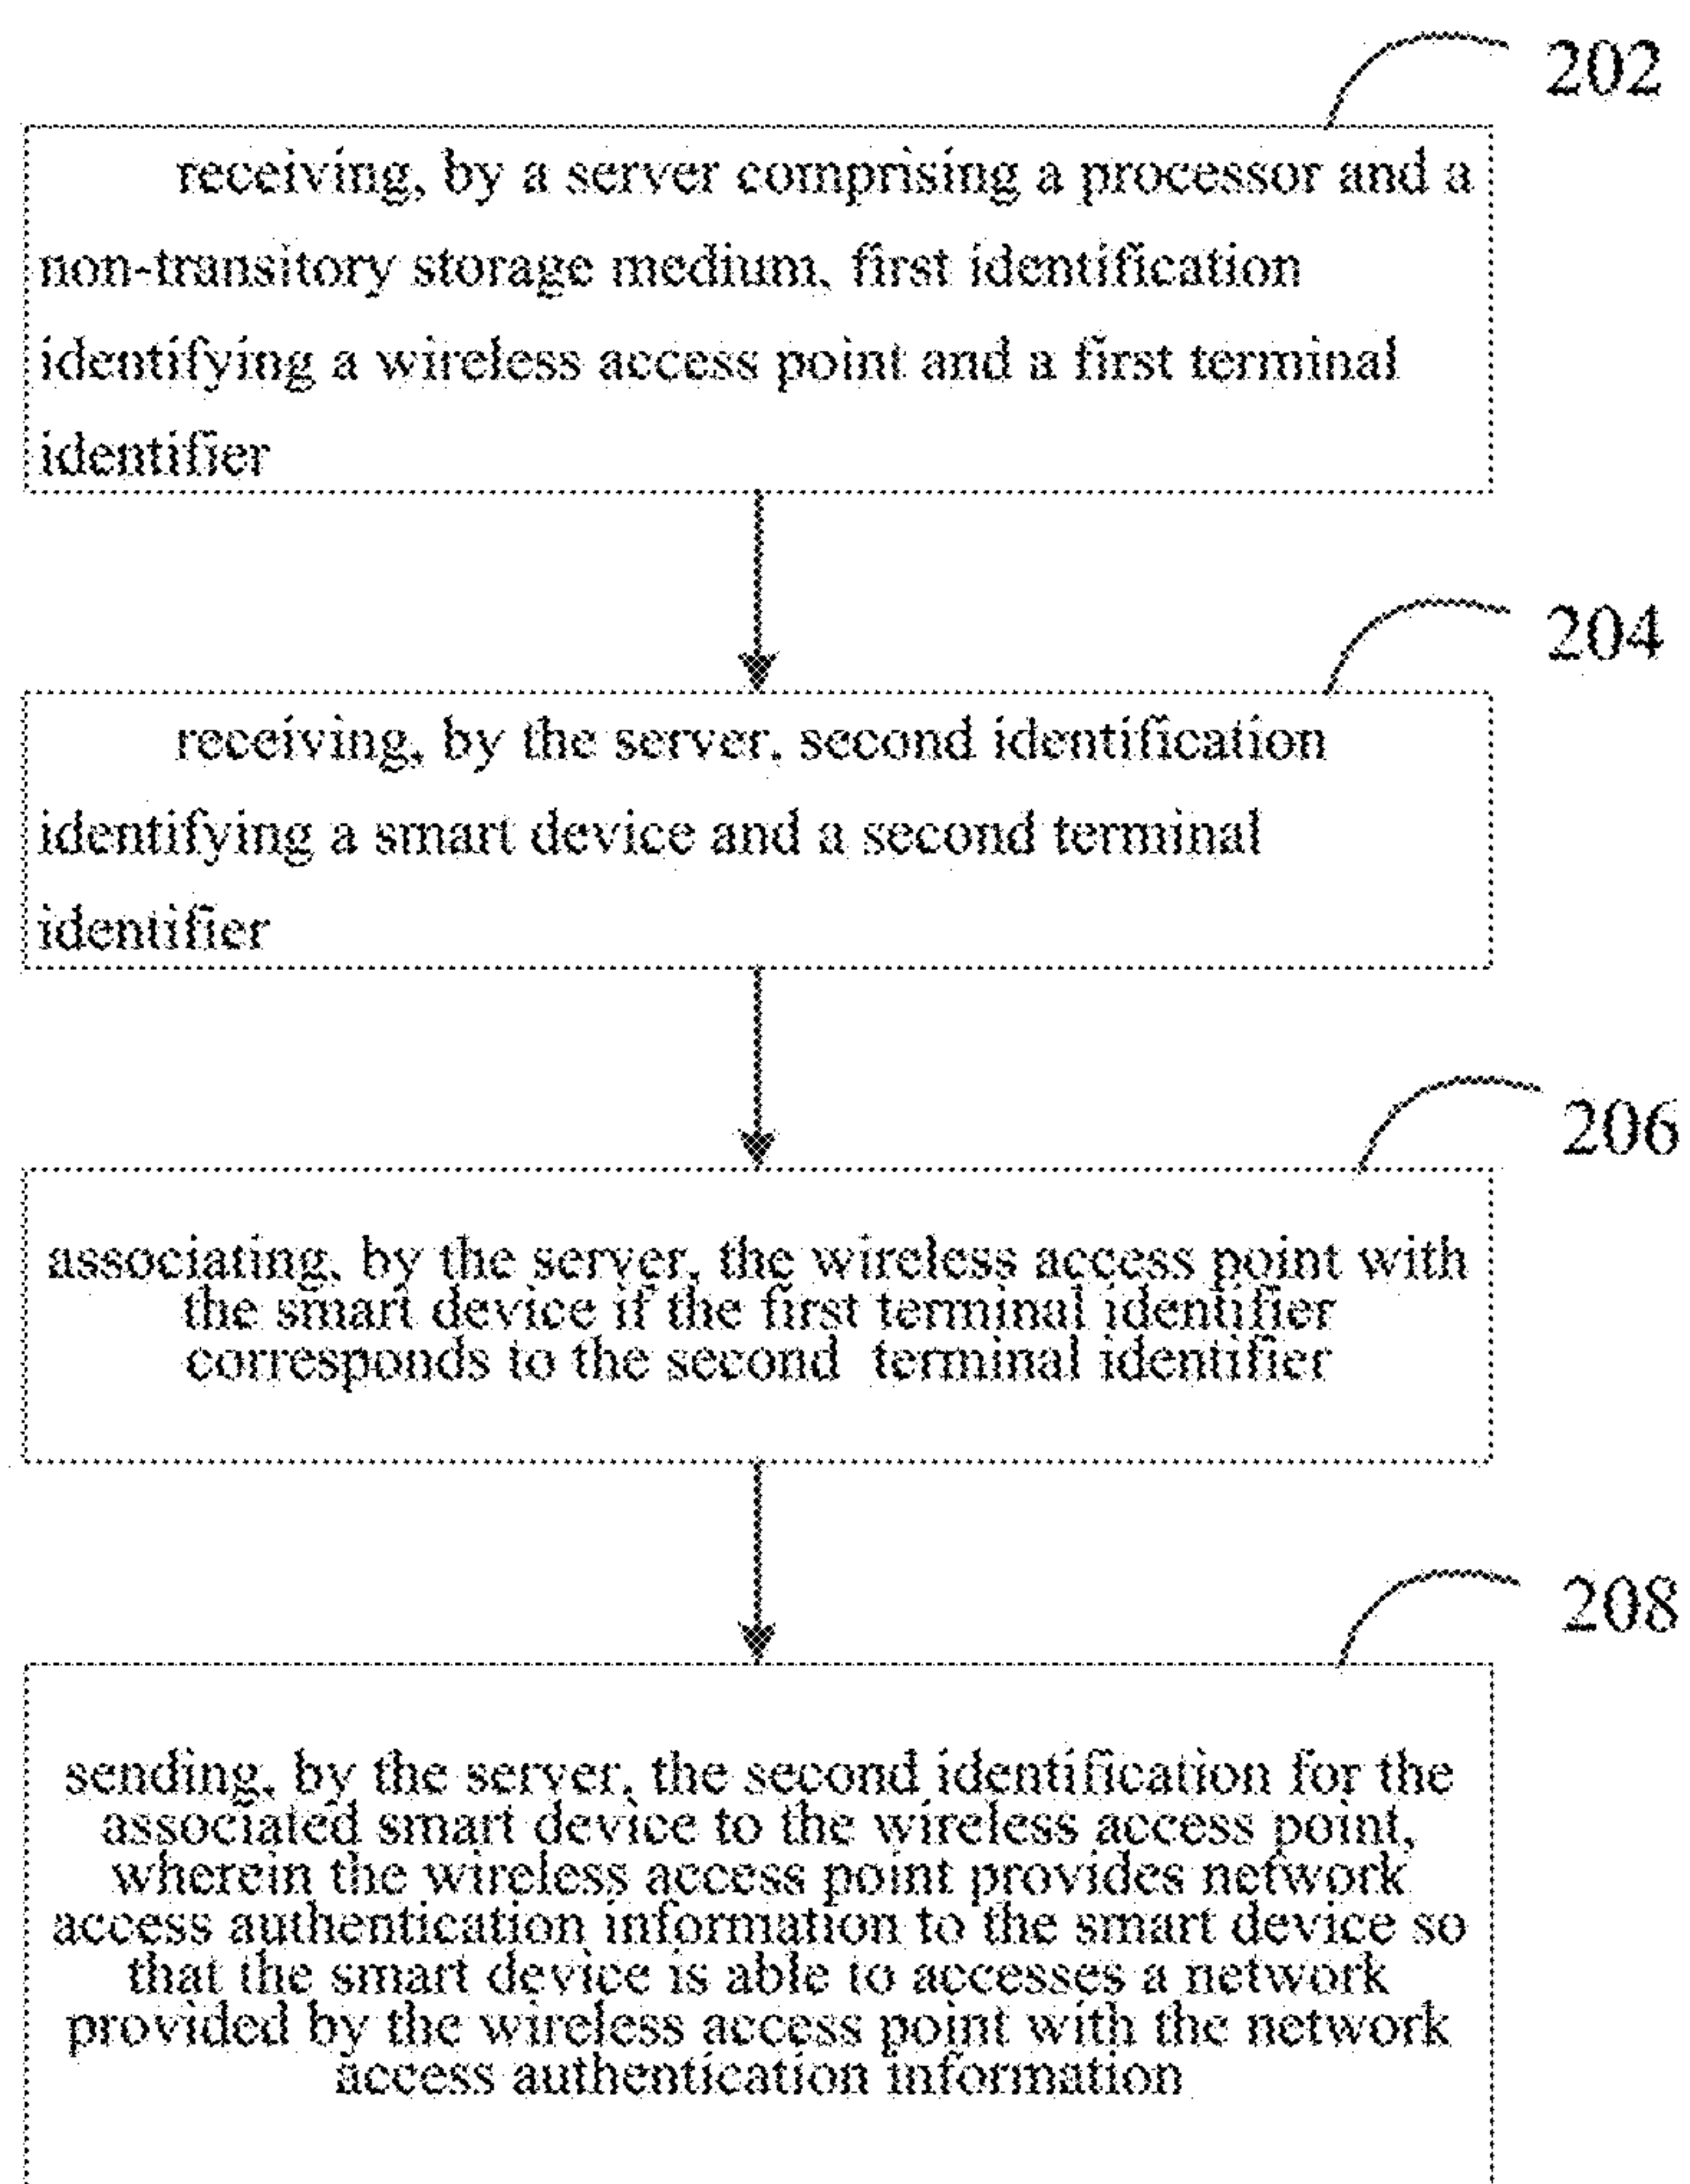 202
receiving, by a server comprising a processor and a
non-transitory storage medium, first identification
identifying a wireless access point and a first terminal
identifier
204
receiving, by the server, second identification
identifying a smart device and a second terminal
identifier
206
associating, by the server, the wireless access point with
the smart device if the first terminal identifier
corresponds to the second terminal identifier
208
sending, by the server, the second identification for the
associated smart device to the wireless access point,
wherein the wireless access point provides network
access authentication information to the smart device so
that the smart device is able to accesses a network
provided by the wireless access point with the network
access authentication information